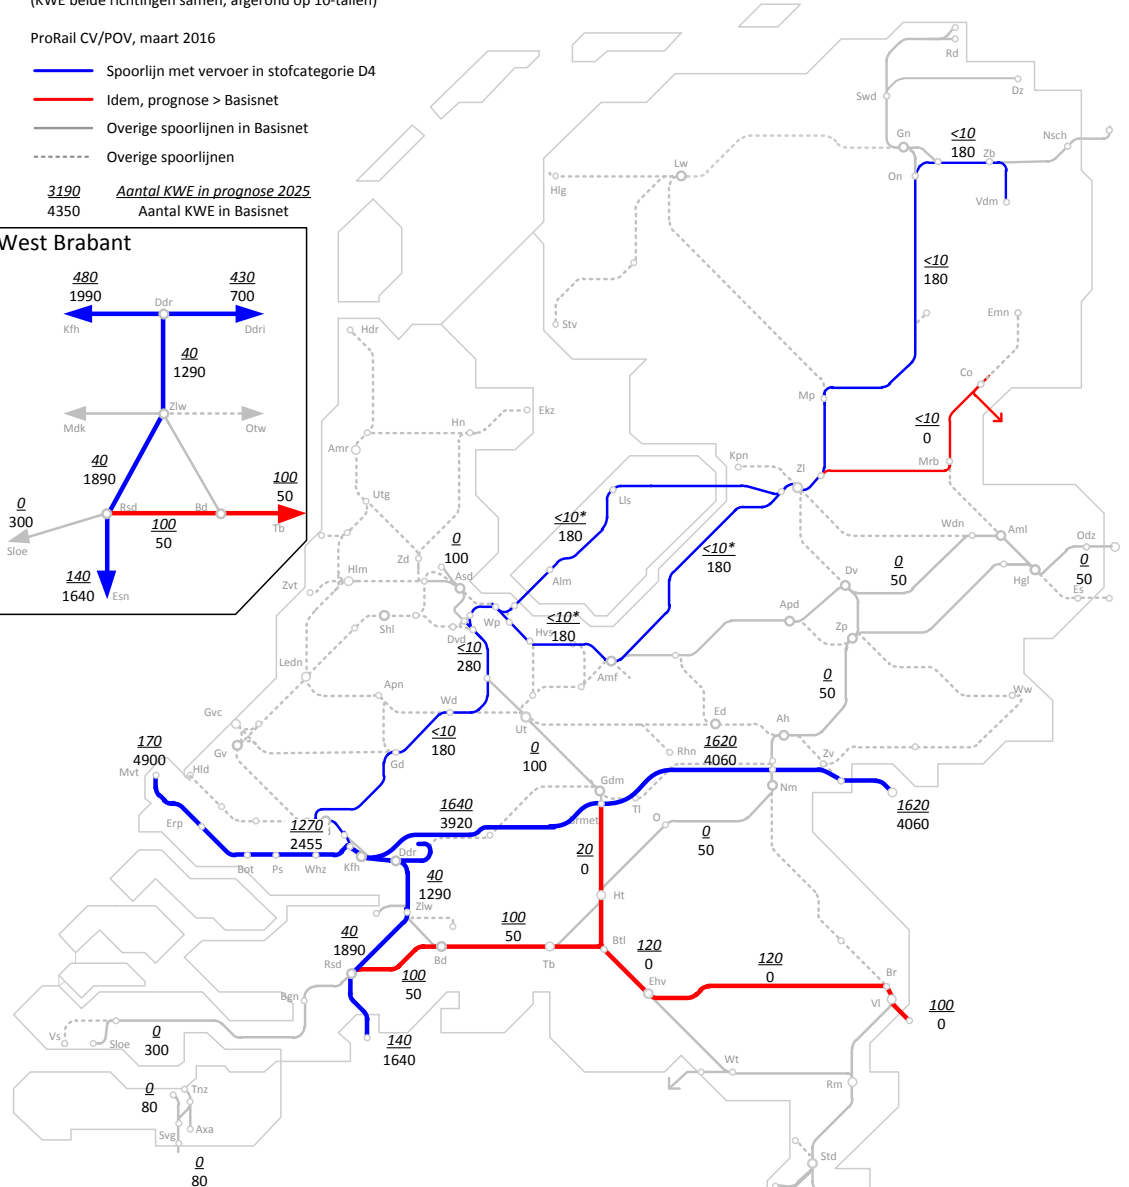 (KWE beide richtingen samen, afgerond op 10-tallen)
ProRail CV/POV, maart 2016
Spoorlijn met vervoer in stofcategorie D4
Idem, prognose > Basisnet
Overige spoorlijnen in Basisnet
Overige spoorlijnen
3190 Aantal KWE in prognose 2025
4350 Aantal KWE in Basisnet
West Brabant
480
1990
Kfh
Ddr
430
700
Ddri
40
1290
Zlw
Mdk
Otw
40
1890
0
300
Sloe
Rsd
Bd
100
50
100
50
Tb
140
1640
Esn
Rd
Swd
Dz
Gn
<10
180
Zb
Nsch
On
Vdm
Lw
Hlg
<10
180
Stv
Emn
Co
<10
0
Mrb
Mp
Hdr
Ekz
Hn
Amr
Kpn
Zl
Lls
Utg
<10*
180
<10*
180
Wdn
Aml
Odz
0
50
Hgl
Es
0
50
Zd
0
100
Asd
Alm
Dv
Hlm
Zvt
Shl
Wp
Dvd
<10*
180
Hvs
Apd
Zp
<10
280
Amf
Ledn
0
50
Apn
Wd
Ww
Gvc
Gv
<10
180
Ut
Ed
Ah
Gd
0
100
Rhn
1620
4060
Zv
170
4900
Mvt
Hld
Gdm
Tl
Nm
1620
4060
Erp
1270
2455
1640
3920
rmet
O
0
50
20
0
Bot
Ps
Whz
Kfh
Ddr
40
1290
Zlw
Ht
40
1890
Rsd
100
50
Bd
100
50
Tb
Btl
120
0
Ehv
120
0
Br
Vl
100
0
Bgn
Vs
Sloe
0
300
140
1640
Wt
Rm
0
80
Tnz
Svg
Axa
0
80
Std